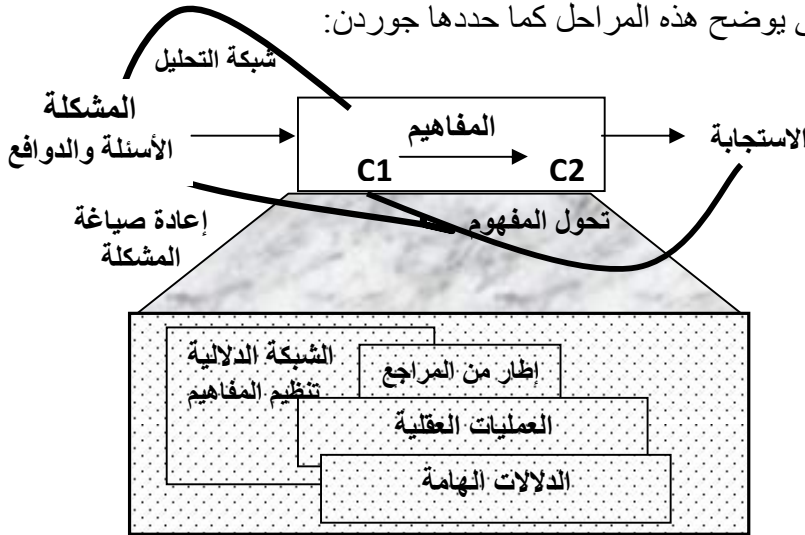 يوضح هذه المراحل كما حددها جوردن:
شبكة التحليل
المشكلة
الأسئلة والدوافع
المفاهيم
C1
C2
الاستجابة
إعادة صياغة
المشكلة
تحول المفهوم
الشبكة الدلالية
تنظيم المفاهيم
إطار من المراجع
العمليات العقلية
الدلالات الهامة